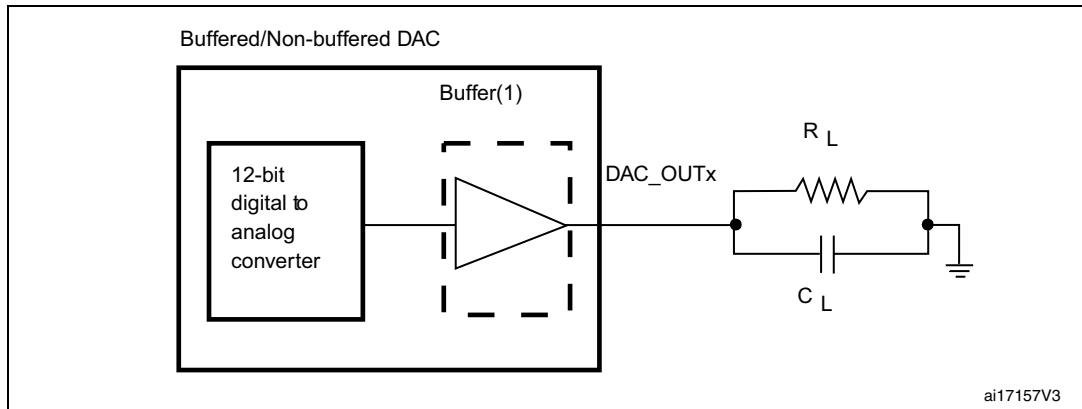 Buffered/Non-buffered DAC
Buffer(1)
12-bit
digital to
analog
converter
DAC_OUTx
R L
C L
ai17157V3